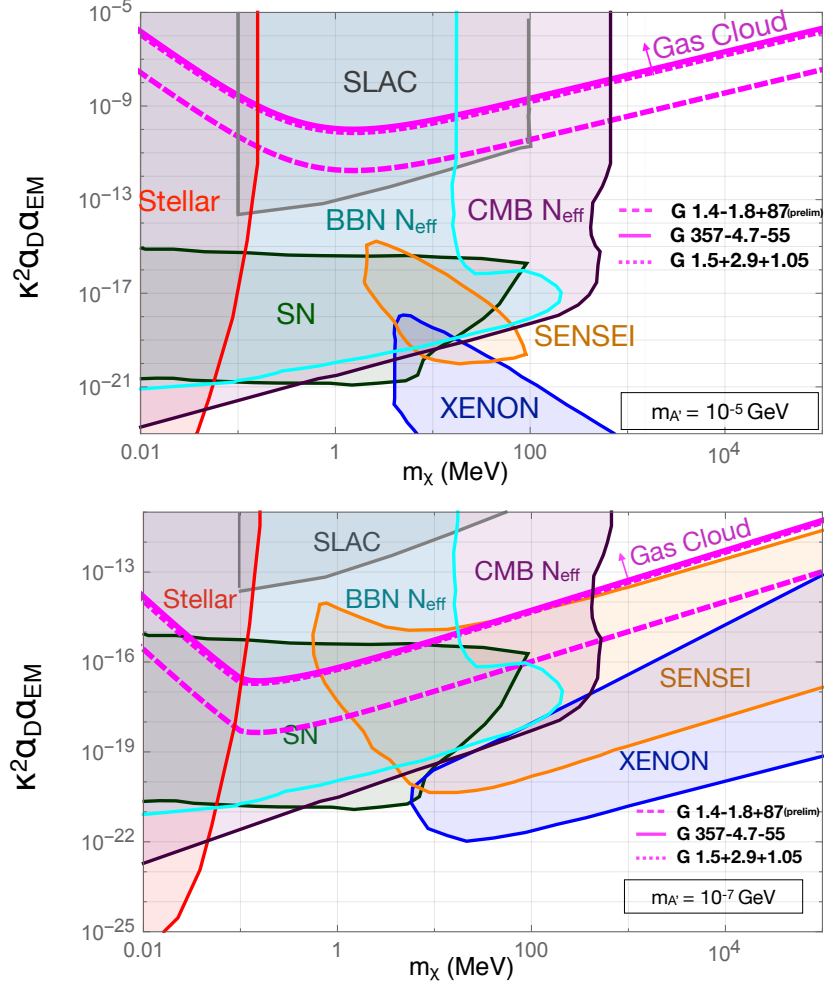 10⁻⁵
10⁻⁹
10⁻¹³
10⁻¹⁷
10⁻²¹
κ²α_Dα_EM
Gas Cloud
SLAC
Stellar
BBN N_eff
CMB N_eff
G 1.4-1.8+87(prelim)
G 357-4.7-55
G 1.5+2.9+1.05
SN
SENSEI
XENON
m_A' = 10⁻⁵ GeV
0.01 1 100 10⁴
m_χ (MeV)
10⁻¹³
10⁻¹⁶
10⁻¹⁹
10⁻²²
10⁻²⁵
κ²α_Dα_EM
Gas Cloud
SLAC
CMB N_eff
Stellar
BBN N_eff
SENSEI
SN
XENON
G 1.4-1.8+87(prelim)
G 357-4.7-55
G 1.5+2.9+1.05
m_A' = 10⁻⁷ GeV
0.01 1 100 10⁴
m_χ (MeV)